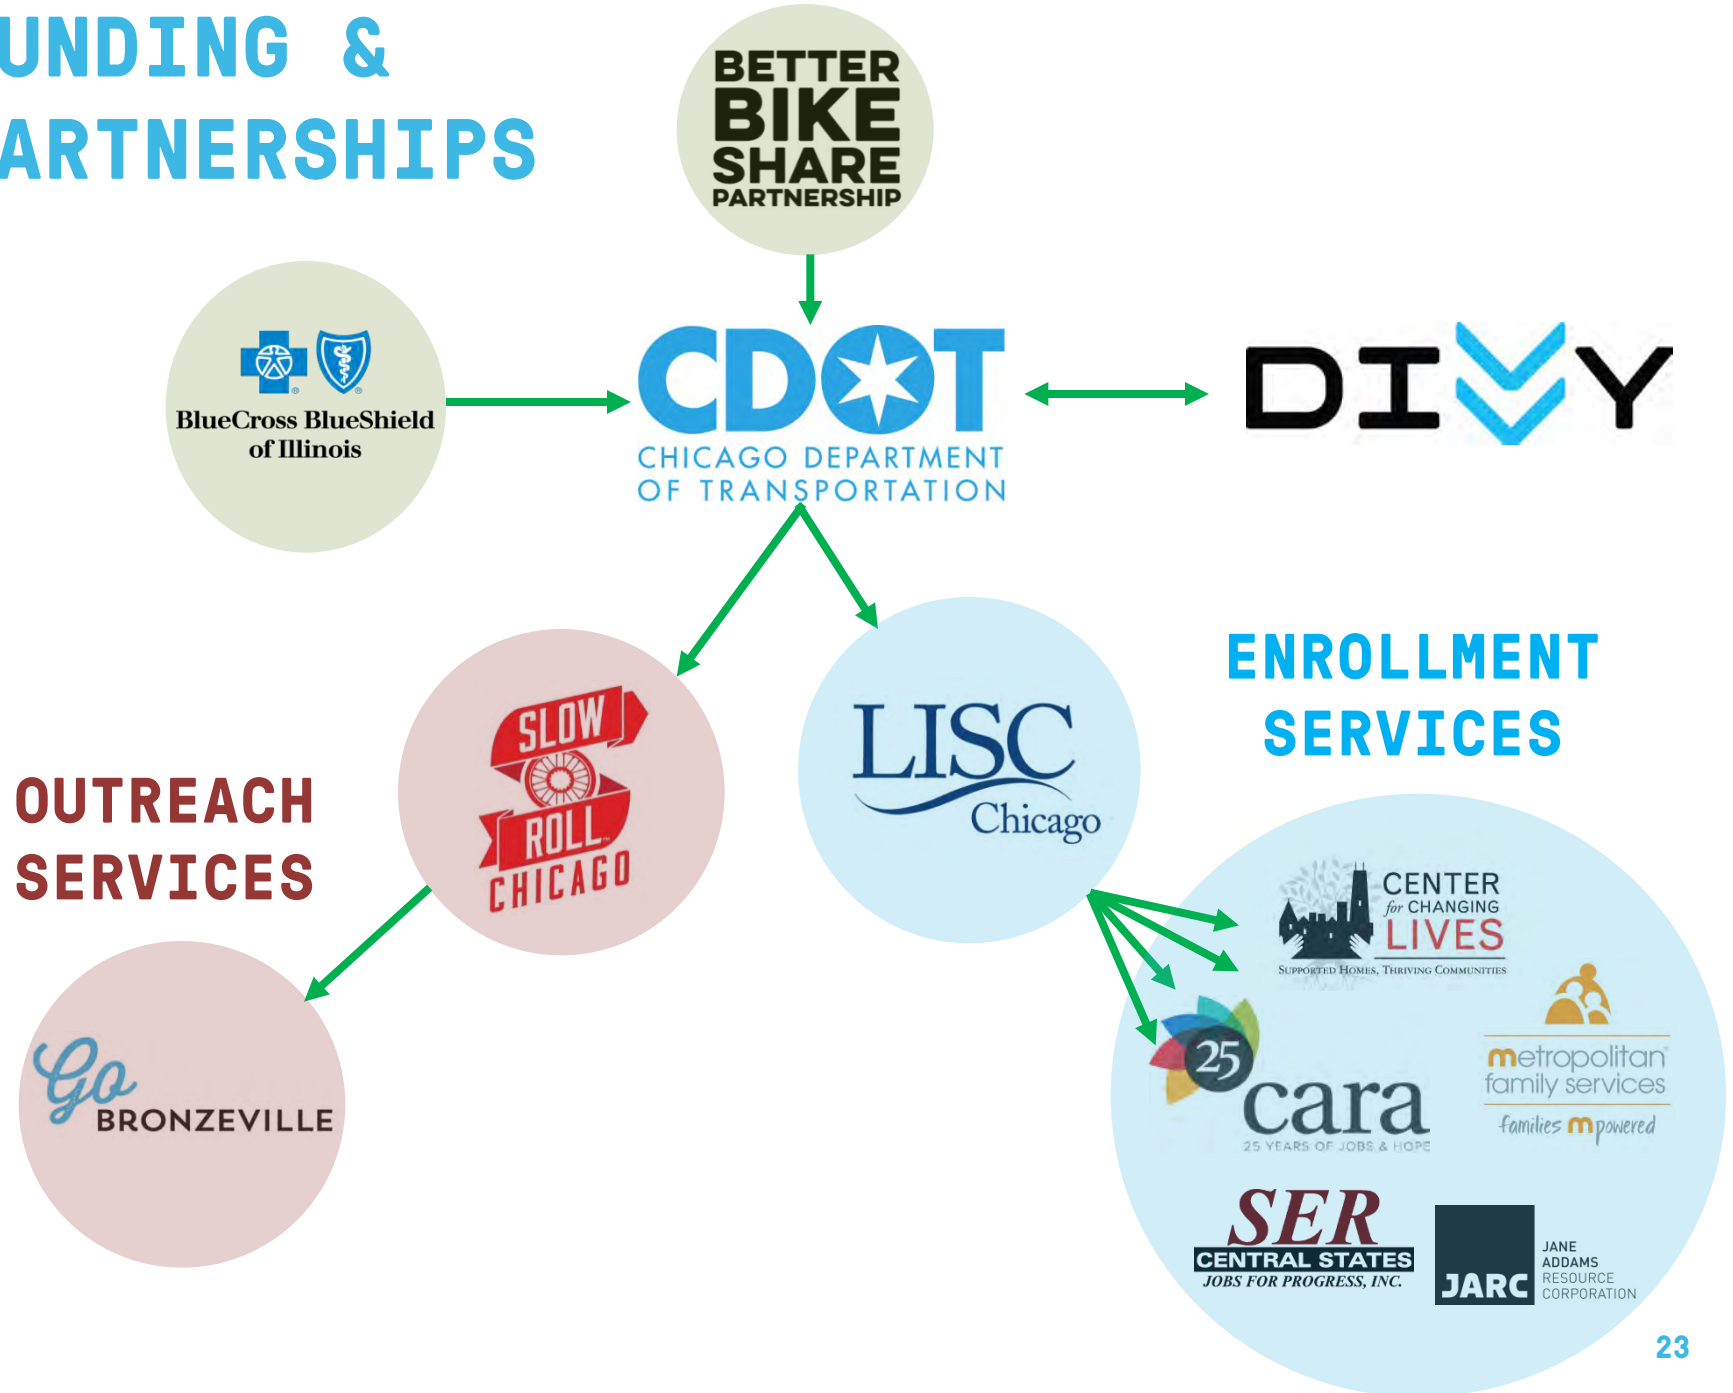 UNDING &
ARTNERSHIPS
BETTER
BIKE
SHARE
PARTNERSHIP
BlueCross BlueShield
of Illinois
CDOT
CHICAGO DEPARTMENT
OF TRANSPORTATION
DIVVY
OUTREACH
SERVICES
SLOW
ROLL
CHICAGO
LISC
Chicago
ENROLLMENT
SERVICES
Go
BRONZEVILLE
CENTER
for CHANGING
LIVES
SUPPORTED HOMES, THRIVING COMMUNITIES
25
cara
25 YEARS OF JOBS & HOPE
metropolitan
family services
families mpowered
SER
CENTRAL STATES
JOBS FOR PROGRESS, INC.
JARC
JANE
ADDAMS
RESOURCE
CORPORATION
23